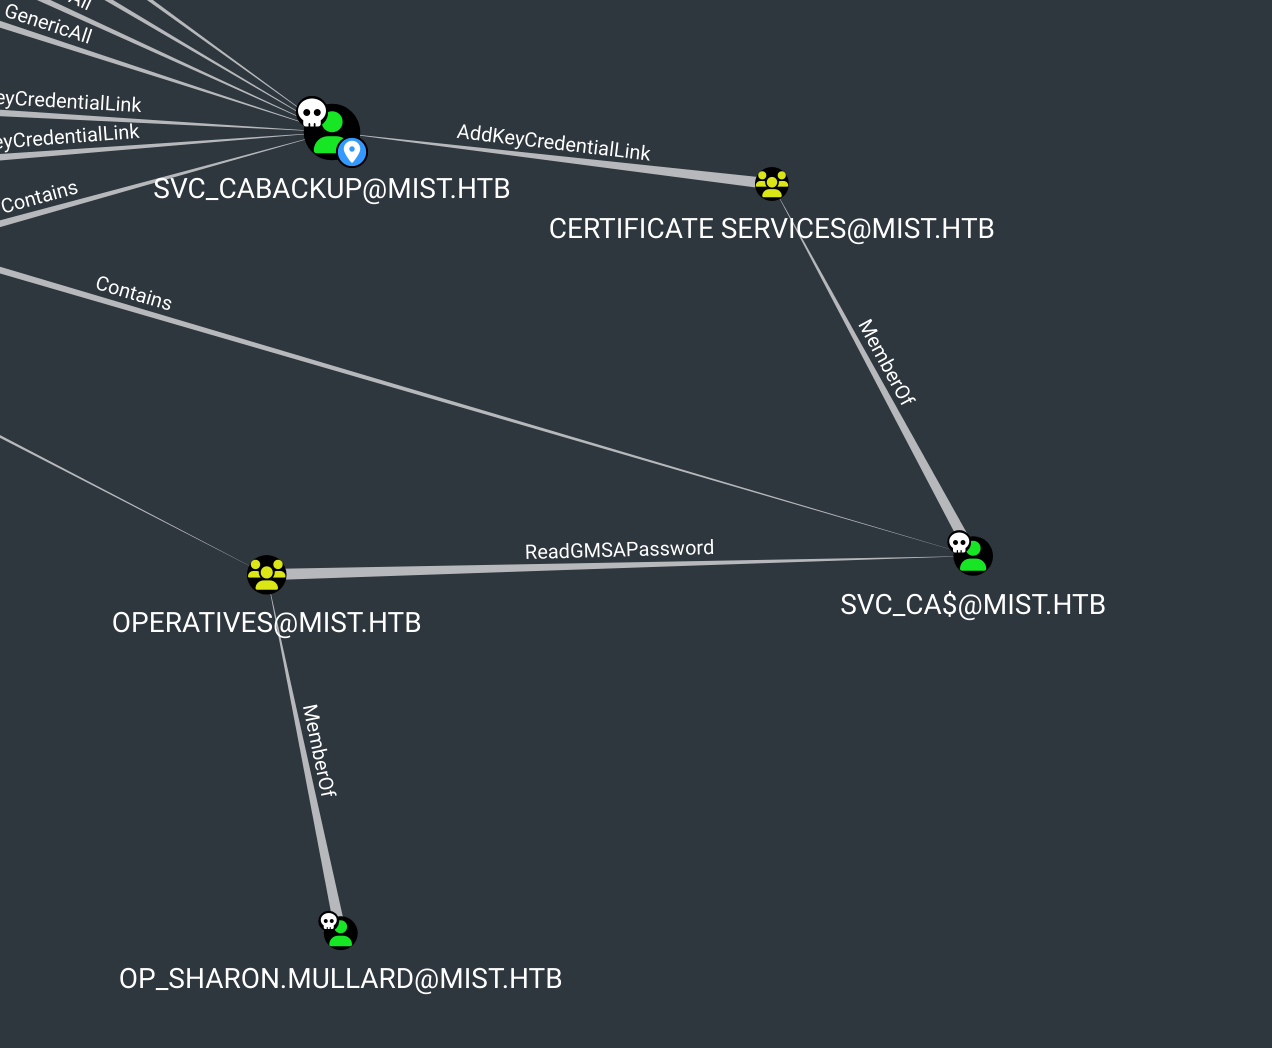 All
GenericAll
eyCredentialLink
eyCredentialLink
Contains
AddKeyCredentialLink
SVC_CABACKUP@MIST.HTB
CERTIFICATE SERVICES@MIST.HTB
Contains
MemberOf
ReadGMSAPassword
SVC_CA$@MIST.HTB
OPERATIVES@MIST.HTB
MemberOf
OP_SHARON.MULLARD@MIST.HTB